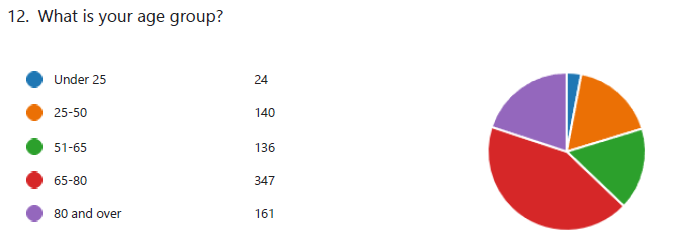 12. What is your age group?
Under 25 24
25-50 140
51-65 136
65-80 347
80 and over 161